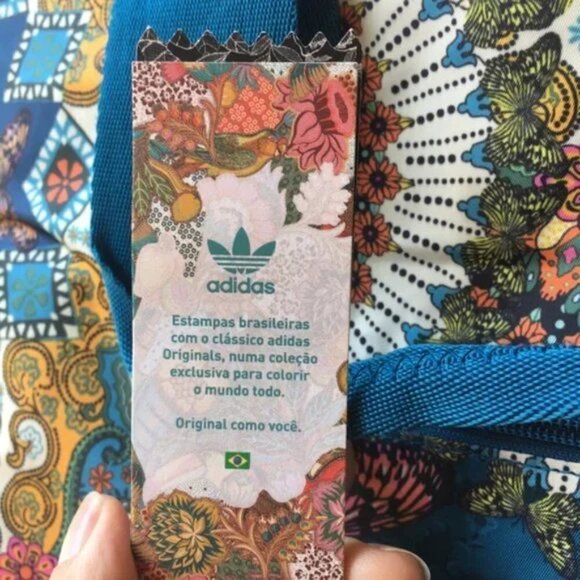 adidas
Estampas brasileiras
com o clássico adidas
Originals, numa coleção
exclusiva para colorir
o mundo todo.
Original como você.